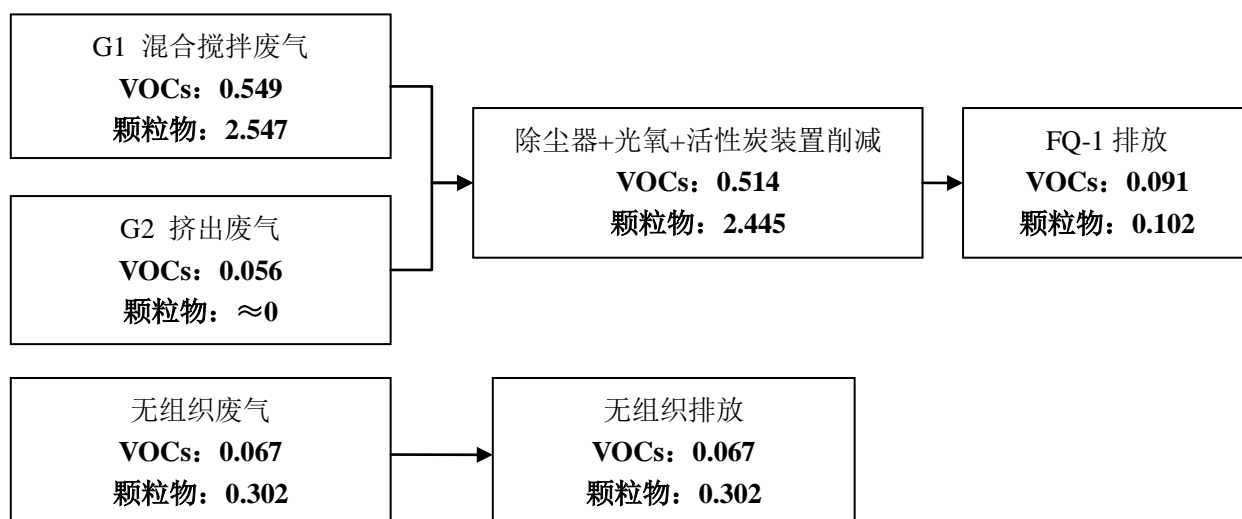 G1 混合搅拌废气
VOCs：0.549
颗粒物：2.547
G2 挤出废气
VOCs：0.056
颗粒物：≈0
除尘器+光氧+活性炭装置削减
VOCs：0.514
颗粒物：2.445
FQ-1 排放
VOCs：0.091
颗粒物：0.102
无组织废气
VOCs：0.067
颗粒物：0.302
无组织排放
VOCs：0.067
颗粒物：0.302